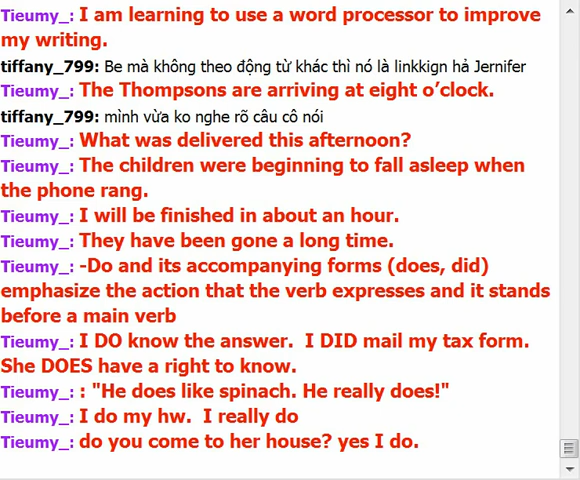 Tieumy_: I am learning to use a word processor to improve
my writing.
tiffany_799: Be mà không theo động từ khác thì nó là linkkign hả Jernifer
Tieumy_: The Thompsons are arriving at eight o’clock.
tiffany_799: mình vừa ko nghe rõ câu cô nói
Tieumy_: What was delivered this afternoon?
Tieumy_: The children were beginning to fall asleep when
the phone rang.
Tieumy_: I will be finished in about an hour.
Tieumy_: They have been gone a long time.
Tieumy_: -Do and its accompanying forms (does, did)
emphasize the action that the verb expresses and it stands
before a main verb
Tieumy_: I DO know the answer.  I DID mail my tax form.
She DOES have a right to know.
Tieumy_: : "He does like spinach. He really does!"
Tieumy_: I do my hw.  I really do
Tieumy_: do you come to her house? yes I do.